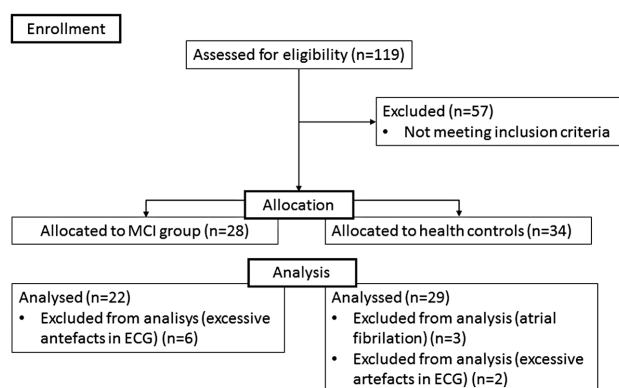 Enrollment
Assessed for eligibility (n=119)
Excluded (n=57)
• Not meeting inclusion criteria
Allocation
Allocated to MCI group (n=28)
Allocated to health controls (n=34)
Analysis
Analysed (n=22)
• Excluded from analisys (excessive
antefacts in ECG) (n=6)
Analyssed (n=29)
• Excluded from analysis (atrial
fibrilation) (n=3)
• Excluded from analysis (excessive
artefacts in ECG) (n=2)